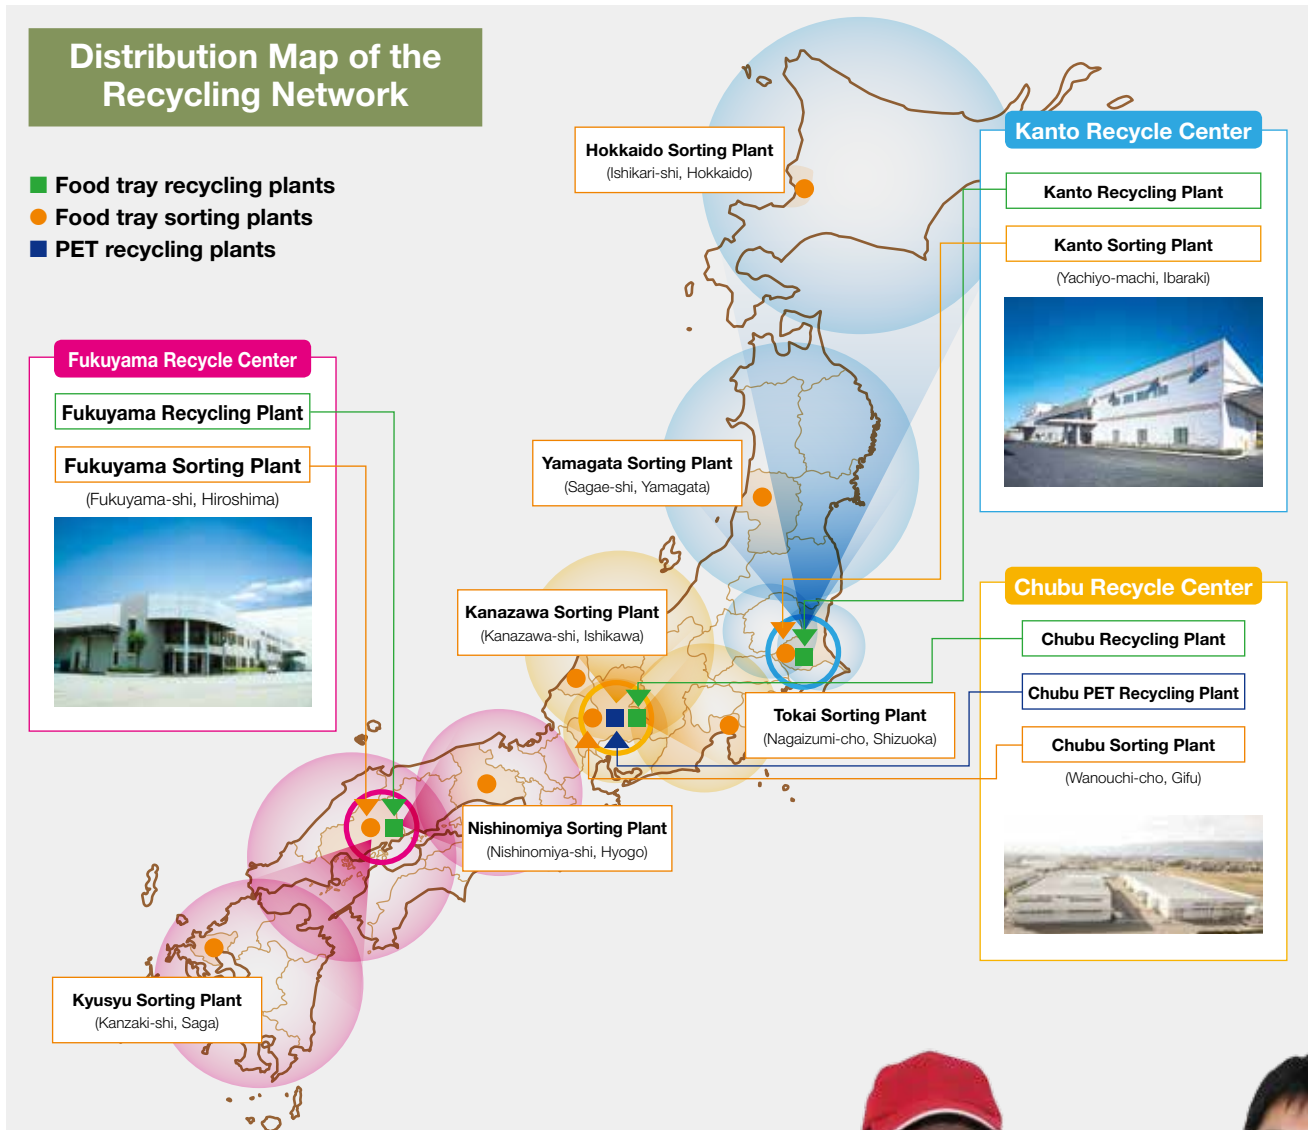 Distribution Map of the
Recycling Network
Food tray recycling plants
Food tray sorting plants
PET recycling plants
Hokkaido Sorting Plant
(Ishikari-shi, Hokkaido)
Kanto Recycle Center
Kanto Recycling Plant
Kanto Sorting Plant
(Yachiyo-machi, Ibaraki)
Fukuyama Recycle Center
Fukuyama Recycling Plant
Fukuyama Sorting Plant
(Fukuyama-shi, Hiroshima)
Yamagata Sorting Plant
(Sagae-shi, Yamagata)
Kanazawa Sorting Plant
(Kanazawa-shi, Ishikawa)
Chubu Recycle Center
Chubu Recycling Plant
Chubu PET Recycling Plant
Chubu Sorting Plant
(Wanouchi-cho, Gifu)
Tokai Sorting Plant
(Nagaizumi-cho, Shizuoka)
Nishinomiya Sorting Plant
(Nishinomiya-shi, Hyogo)
Kyusyu Sorting Plant
(Kanzaki-shi, Saga)